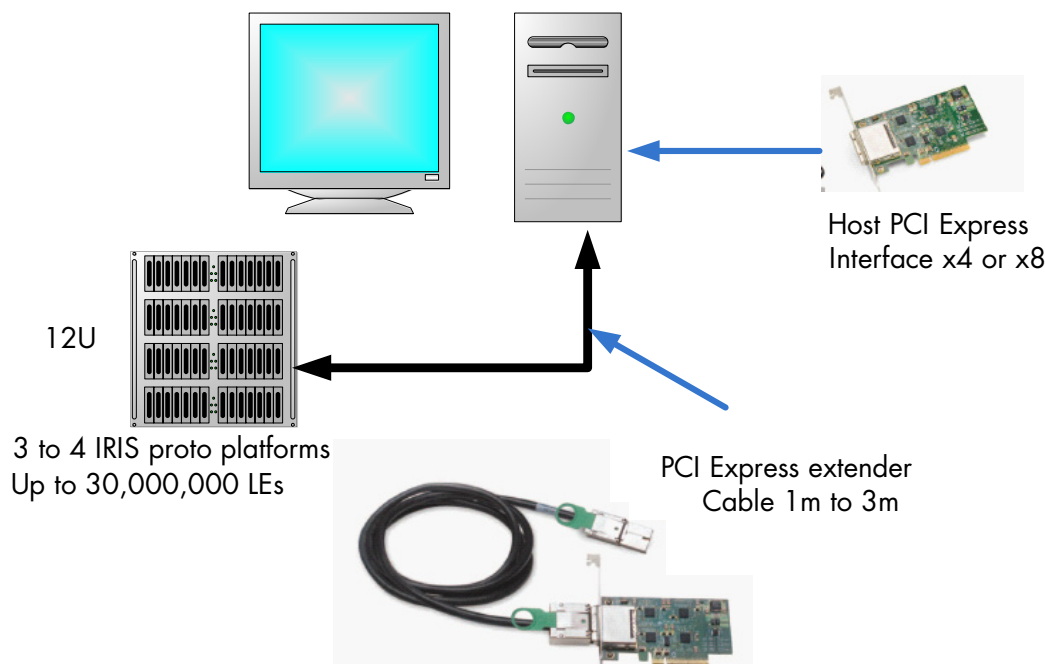 Host PCI Express
Interface x4 or x8
12U
3 to 4 IRIS proto platforms
Up to 30,000,000 LEs
PCI Express extender
Cable 1m to 3m